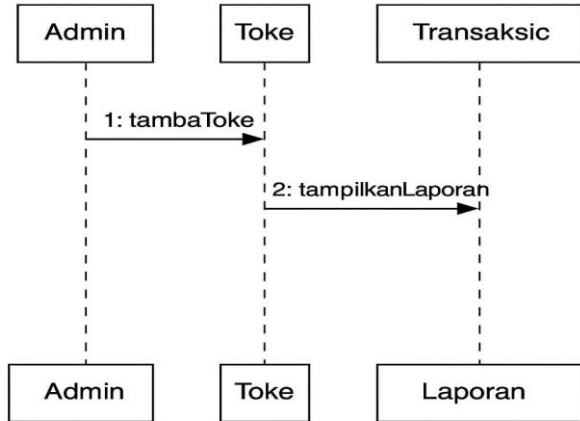 Admin
Toke
Transaksic
1: tambaToke
2: tampilkanLaporan
Admin
Toke
Laporan